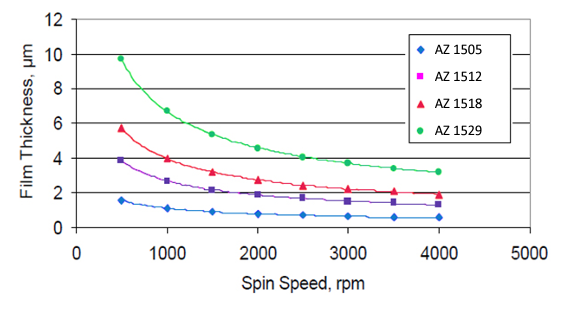 12
10
8
6
4
2
0
Film Thickness, µm
AZ 1505
AZ 1512
AZ 1518
AZ 1529
0 1000 2000 3000 4000 5000
Spin Speed, rpm